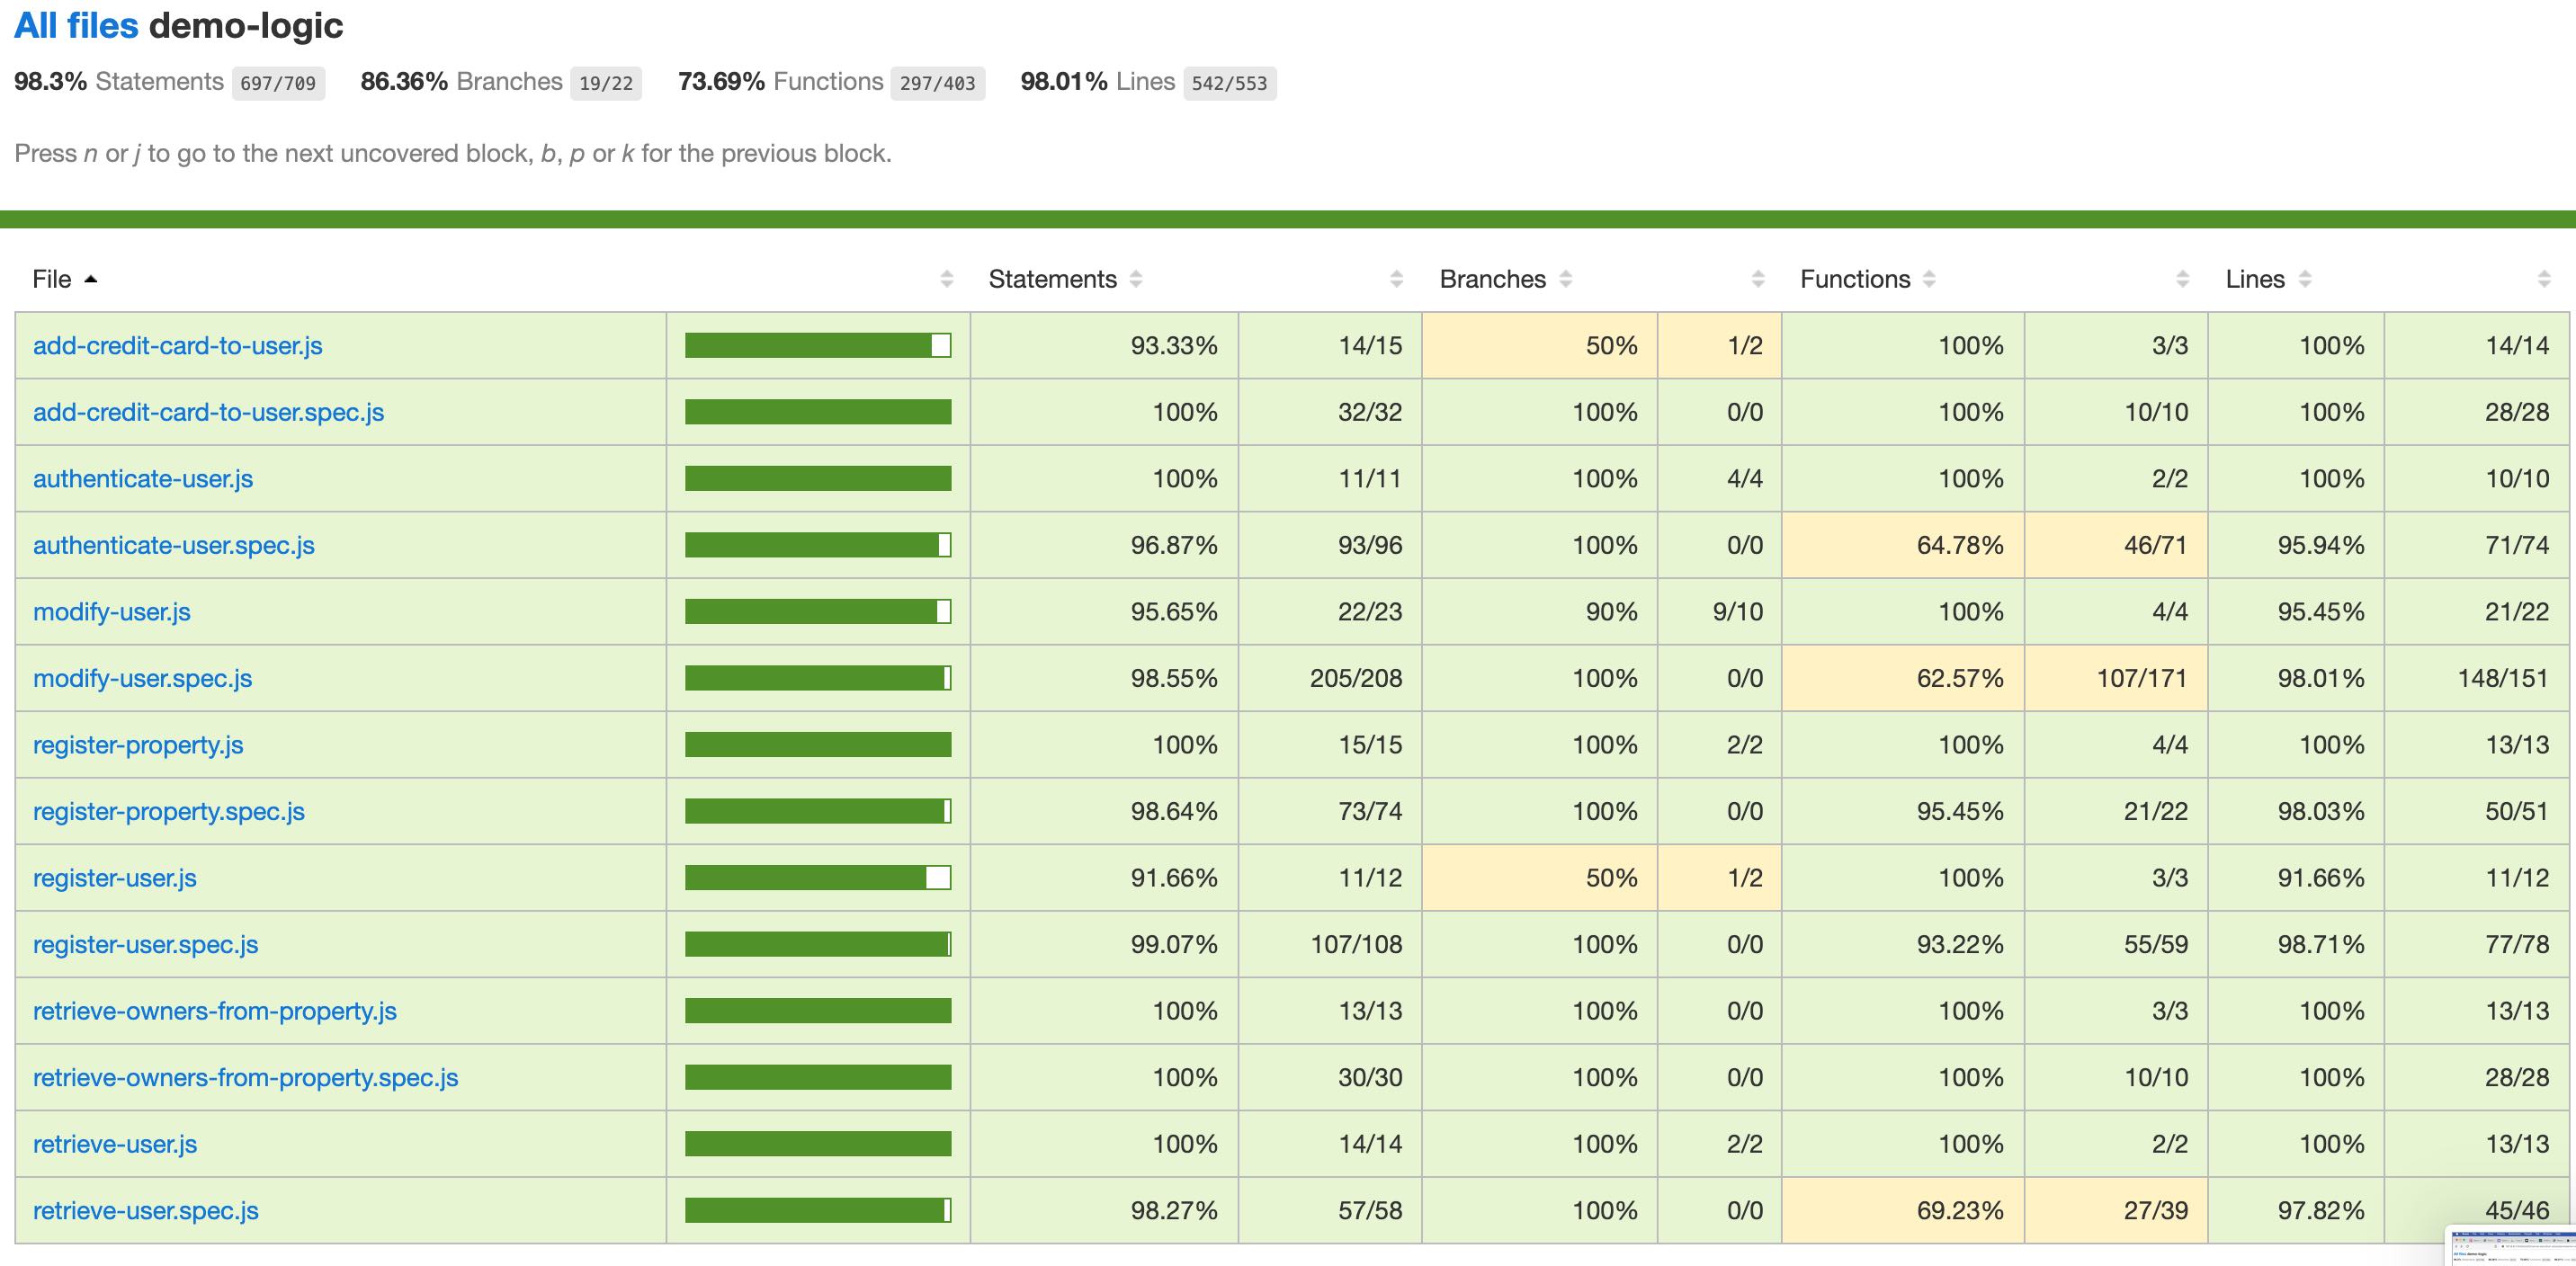 All files demo-logic
98.3% Statements 697/709 86.36% Branches 19/22 73.69% Functions 297/403 98.01% Lines 542/553
Press n or j to go to the next uncovered block, b, p or k for the previous block.
File Statements Branches Functions Lines
add-credit-card-to-user.js 93.33% 14/15 50% 1/2 100% 3/3 100% 14/14
add-credit-card-to-user.spec.js 100% 32/32 100% 0/0 100% 10/10 100% 28/28
authenticate-user.js 100% 11/11 100% 4/4 100% 2/2 100% 10/10
authenticate-user.spec.js 96.87% 93/96 100% 0/0 64.78% 46/71 95.94% 71/74
modify-user.js 95.65% 22/23 90% 9/10 100% 4/4 95.45% 21/22
modify-user.spec.js 98.55% 205/208 100% 0/0 62.57% 107/171 98.01% 148/151
register-property.js 100% 15/15 100% 2/2 100% 4/4 100% 13/13
register-property.spec.js 98.64% 73/74 100% 0/0 95.45% 21/22 98.03% 50/51
register-user.js 91.66% 11/12 50% 1/2 100% 3/3 91.66% 11/12
register-user.spec.js 99.07% 107/108 100% 0/0 93.22% 55/59 98.71% 77/78
retrieve-owners-from-property.js 100% 13/13 100% 0/0 100% 3/3 100% 13/13
retrieve-owners-from-property.spec.js 100% 30/30 100% 0/0 100% 10/10 100% 28/28
retrieve-user.js 100% 14/14 100% 2/2 100% 2/2 100% 13/13
retrieve-user.spec.js 98.27% 57/58 100% 0/0 69.23% 27/39 97.82% 45/46